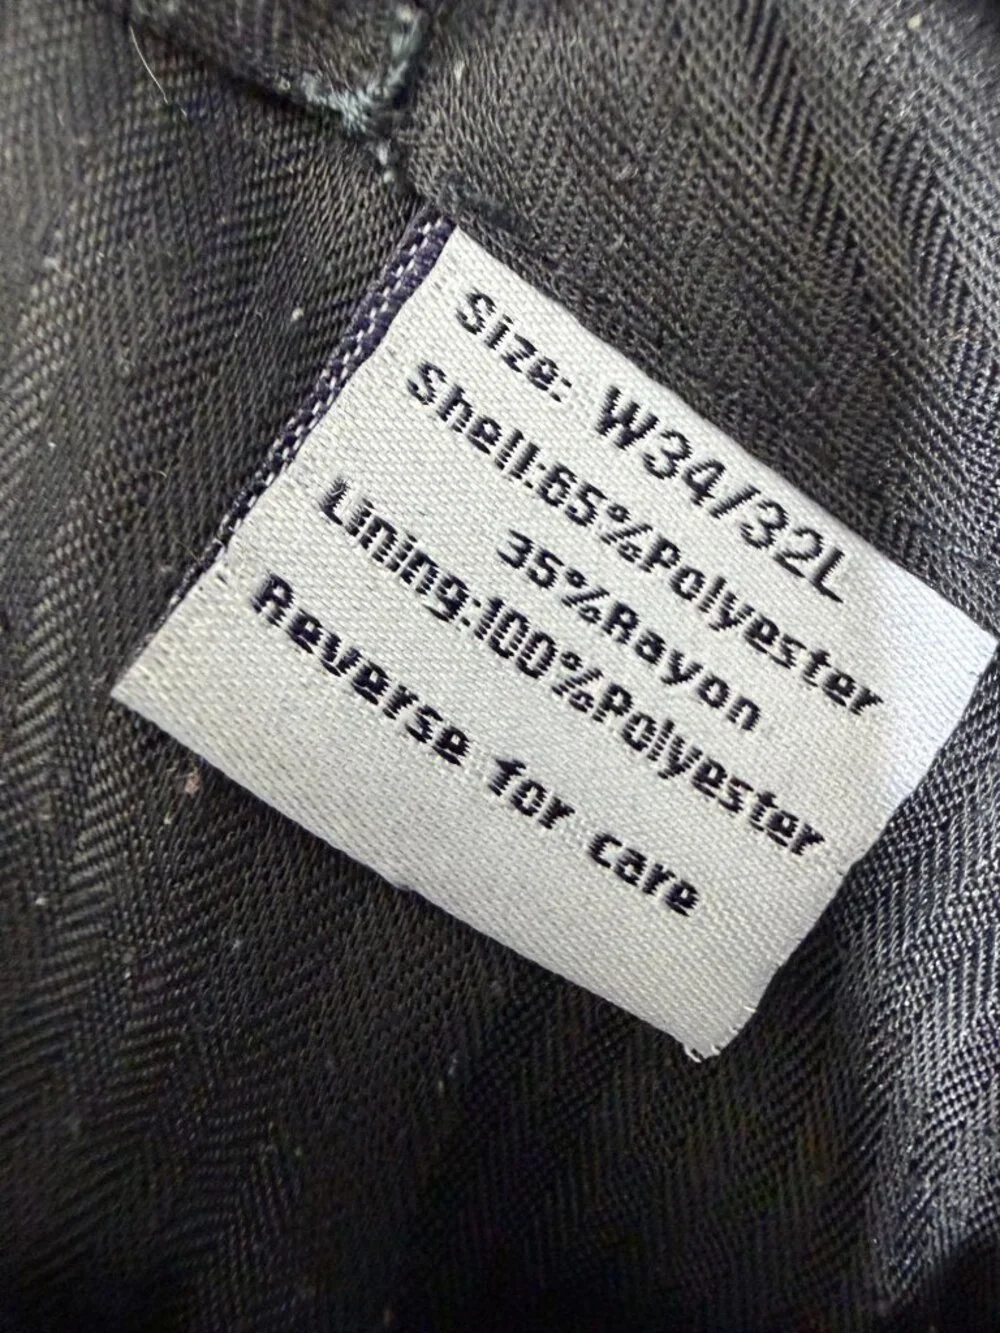 Size: W34/32L
Shell:65%Polyester
35%Rayon
Lining:100%Polyester
Reverse for care